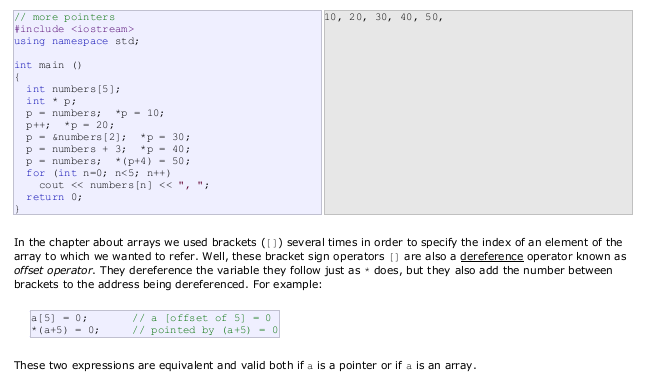 // more pointers
#include <iostream>
using namespace std;
int main ()
{
  int numbers[5];
  int * p;
  p = numbers;  *p = 10;
  p++;  *p = 20;
  p = &numbers[2];  *p = 30;
  p = numbers + 3;  *p = 40;
  p = numbers;  *(p+4) = 50;
  for (int n=0; n<5; n++)
    cout << numbers[n] << ", ";
  return 0;
}
10, 20, 30, 40, 50,
In the chapter about arrays we used brackets ([]) several times in order to specify the index of an element of the
array to which we wanted to refer. Well, these bracket sign operators [] are also a dereference operator known as
offset operator. They dereference the variable they follow just as * does, but they also add the number between
brackets to the address being dereferenced. For example:
a[5] = 0;       // a [offset of 5] = 0
*(a+5) = 0;     // pointed by (a+5) = 0
These two expressions are equivalent and valid both if a is a pointer or if a is an array.